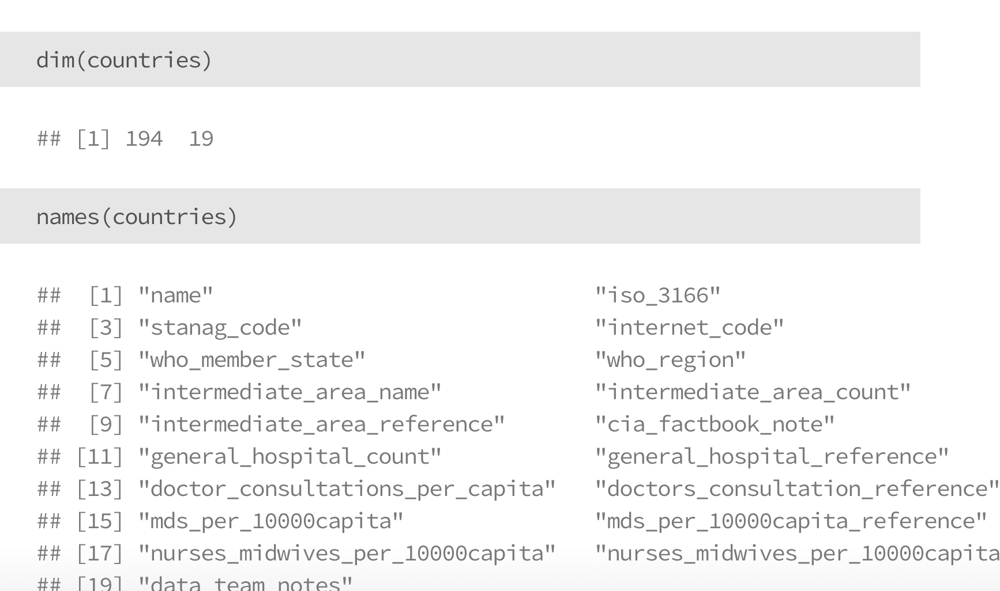 dim(countries)
## [1] 194  19
names(countries)
##  [1] "name"                              "iso_3166"
##  [3] "stanag_code"                       "internet_code"
##  [5] "who_member_state"                  "who_region"
##  [7] "intermediate_area_name"            "intermediate_area_count"
##  [9] "intermediate_area_reference"       "cia_factbook_note"
## [11] "general_hospital_count"            "general_hospital_reference"
## [13] "doctor_consultations_per_capita"   "doctors_consultation_reference"
## [15] "mds_per_10000capita"               "mds_per_10000capita_reference"
## [17] "nurses_midwives_per_10000capita"   "nurses_midwives_per_10000capita
## [19] "data_team_notes"